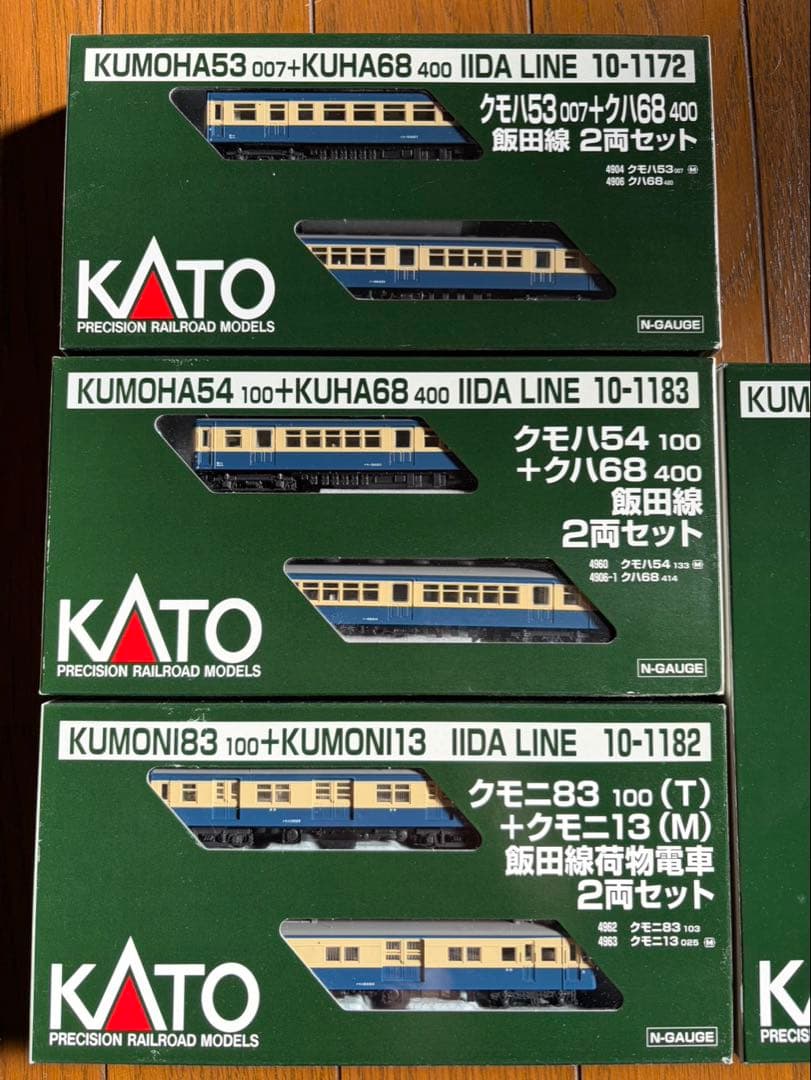 KUMOHA53 007+KUHA68 400 IIDA LINE 10-1172
クモハ53 007+クハ68 400
飯田線 2両セット
4904 クモハ53 007 M
4906 クハ68 400
KATO
PRECISION RAILROAD MODELS
N-GAUGE
KUMOHA54 100+KUHA68 400 IIDA LINE 10-1183
クモハ54 100
+クハ68 400
飯田線
2両セット
4960 クモハ54 133 M
4906-1 クハ68 414
KATO
PRECISION RAILROAD MODELS
N-GAUGE
KUMONI83 100+KUMONI13 IIDA LINE 10-1182
クモニ83 100(T)
+クモニ13(M)
飯田線荷物電車
2両セット
4962 クモニ83 103
4963 クモニ13 025 M
KATO
PRECISION RAILROAD MODELS
N-GAUGE
KUM
KA
PRECIS